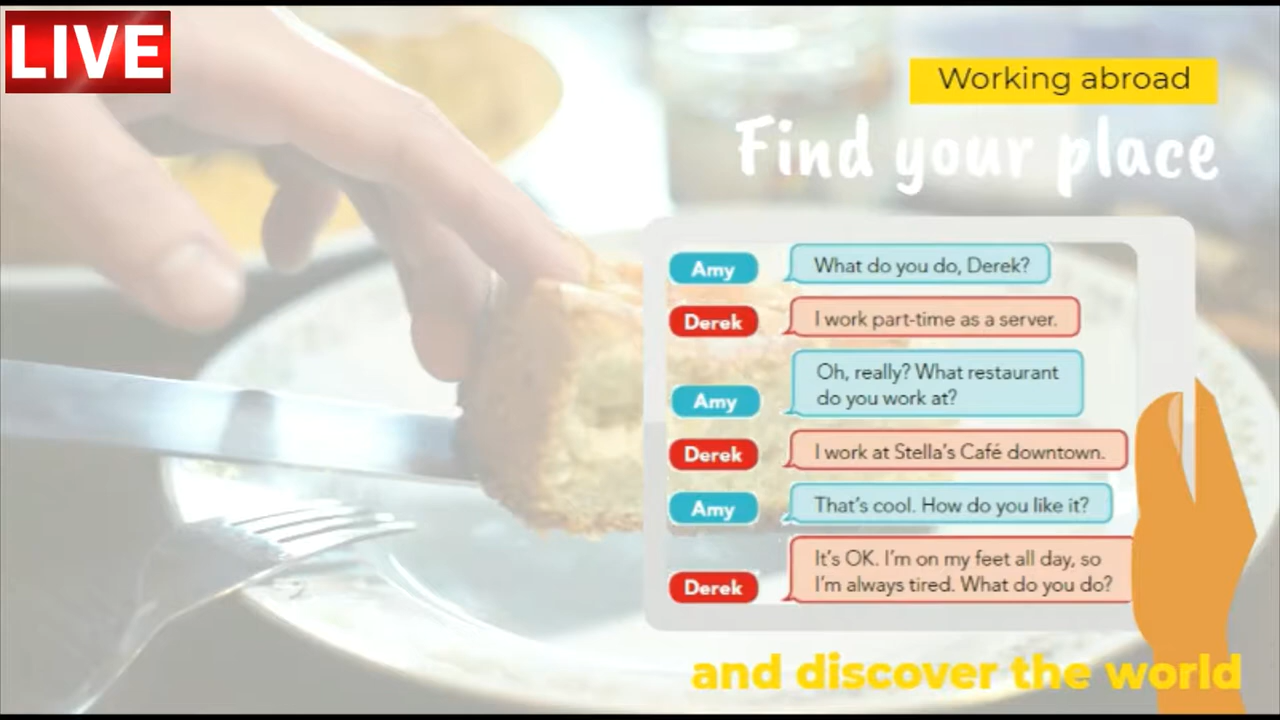 LIVE
Working abroad
Find your place
Amy
What do you do, Derek?
Derek
I work part-time as a server.
Amy
Oh, really? What restaurant
do you work at?
Derek
I work at Stella's Café downtown.
Amy
That's cool. How do you like it?
Derek
It's OK. I'm on my feet all day, so
I'm always tired. What do you do?
and discover the world